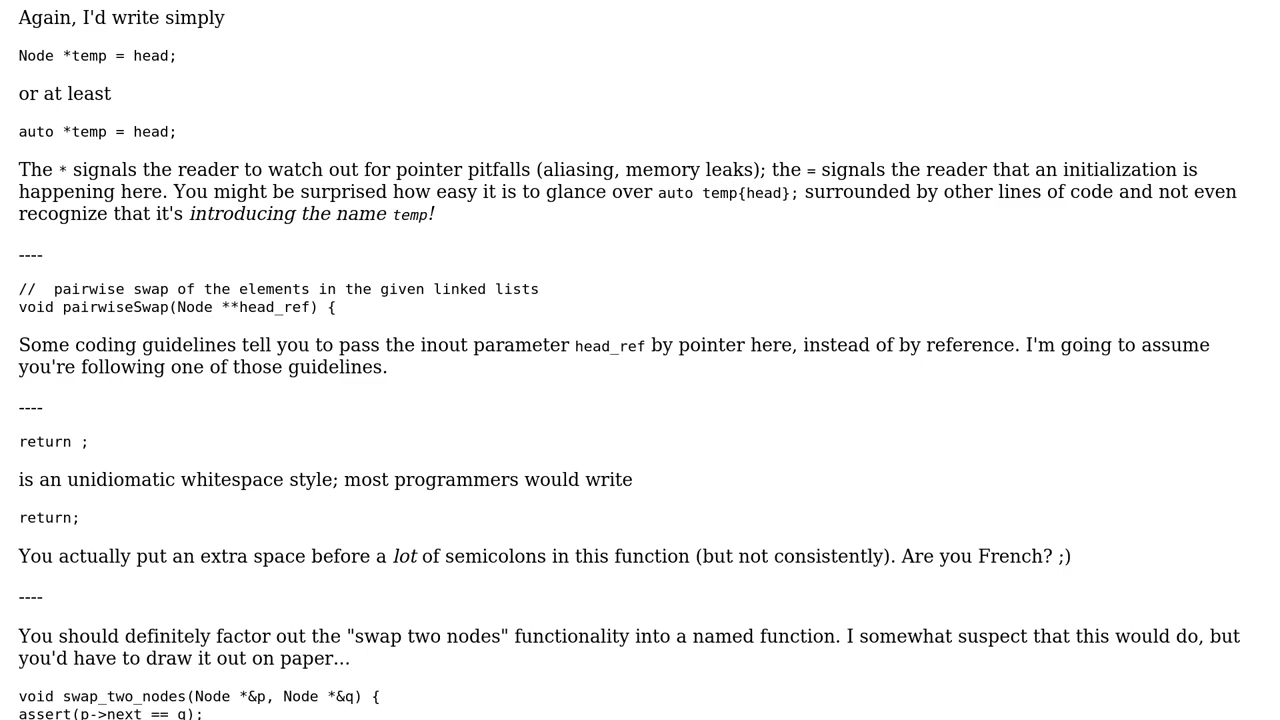 Again, I'd write simply
Node *temp = head;
or at least
auto *temp = head;
The * signals the reader to watch out for pointer pitfalls (aliasing, memory leaks); the = signals the reader that an initialization is
happening here. You might be surprised how easy it is to glance over auto temp{head}; surrounded by other lines of code and not even
recognize that it's introducing the name temp!
----
//  pairwise swap of the elements in the given linked lists
void pairwiseSwap(Node **head_ref) {
Some coding guidelines tell you to pass the inout parameter head_ref by pointer here, instead of by reference. I'm going to assume
you're following one of those guidelines.
----
return ;
is an unidiomatic whitespace style; most programmers would write
return;
You actually put an extra space before a lot of semicolons in this function (but not consistently). Are you French? ;)
----
You should definitely factor out the "swap two nodes" functionality into a named function. I somewhat suspect that this would do, but
you'd have to draw it out on paper...
void swap_two_nodes(Node *&p, Node *&q) {
assert(p->next == q);